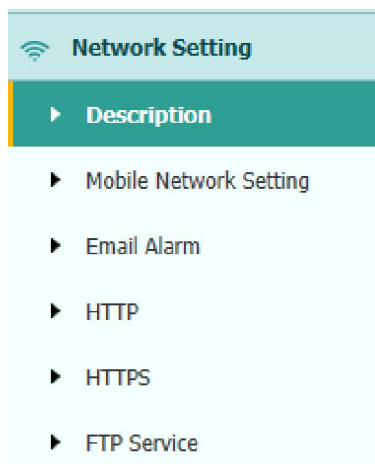 Network Setting
Description
Mobile Network Setting
Email Alarm
HTTP
HTTPS
FTP Service